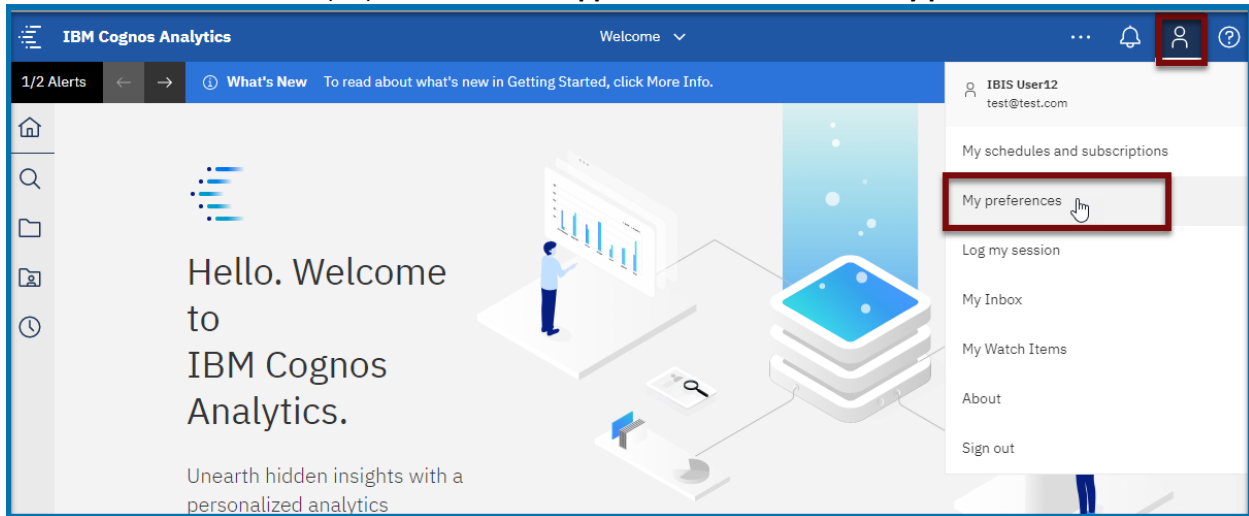 IBM Cognos Analytics
Welcome
1/2 Alerts
What's New To read about what's new in Getting Started, click More Info.
IBIS User12
test@test.com
My schedules and subscriptions
My preferences
Log my session
My Inbox
My Watch Items
About
Sign out
Hello. Welcome
to
IBM Cognos
Analytics.
Unearth hidden insights with a
personalized analytics